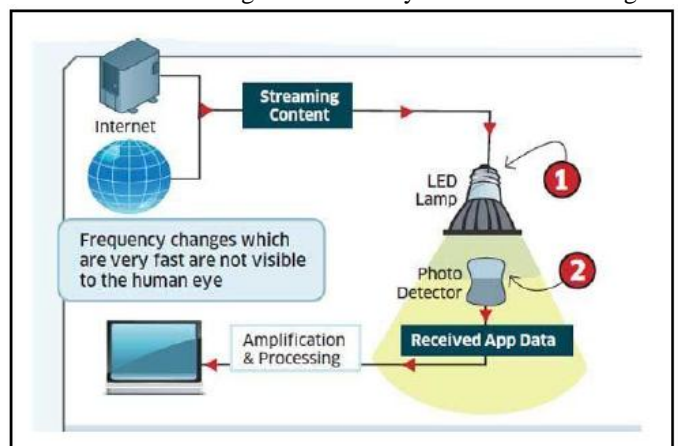 Internet
Streaming
Content
LED
Lamp
1
Frequency changes which
are very fast are not visible
to the human eye
Photo
Detector
2
Amplification
& Processing
Received App Data